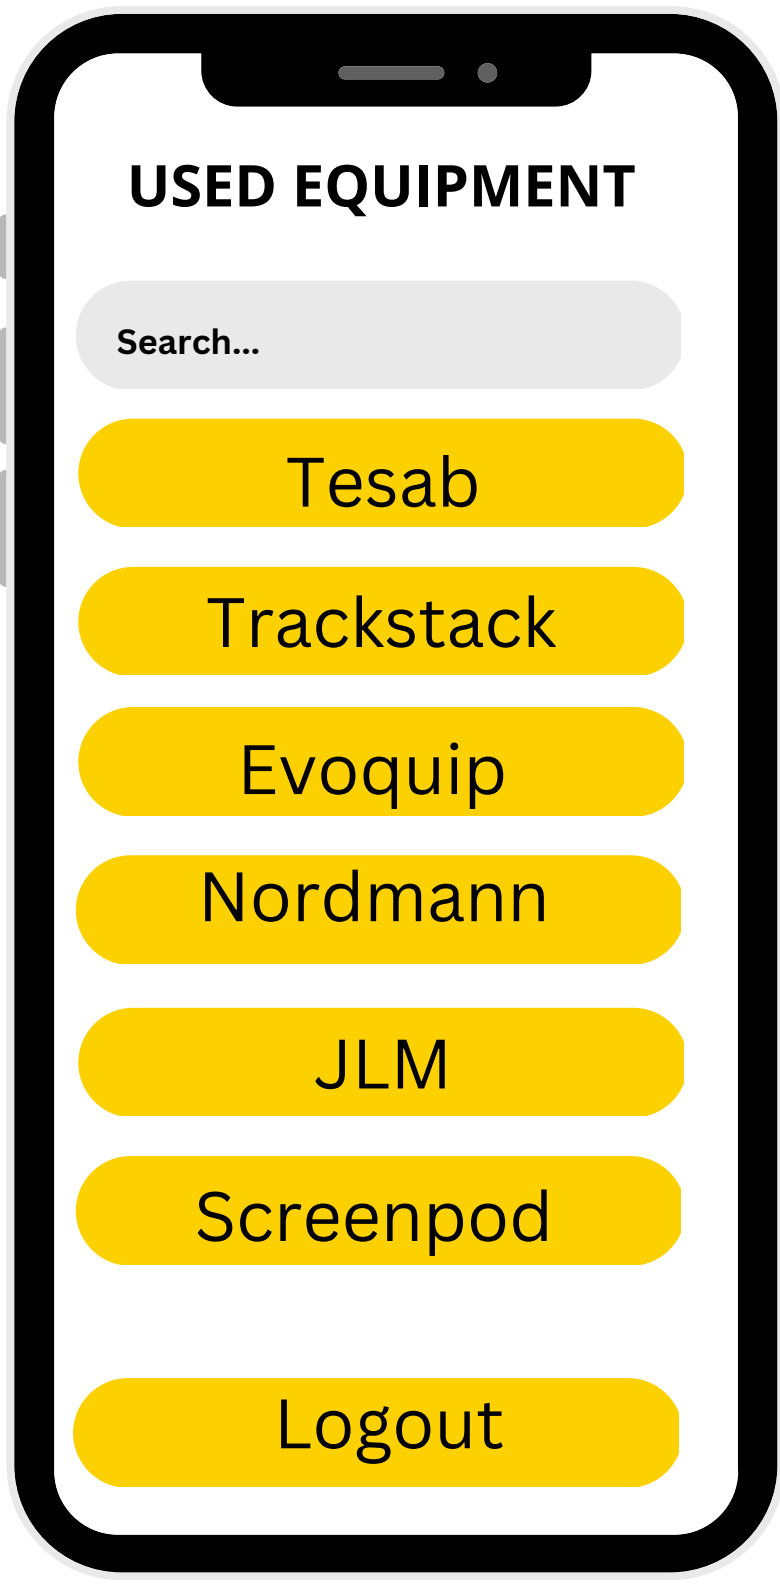 USED EQUIPMENT
Search...
Tesab
Trackstack
Evoquip
Nordmann
JLM
Screenpod
Logout